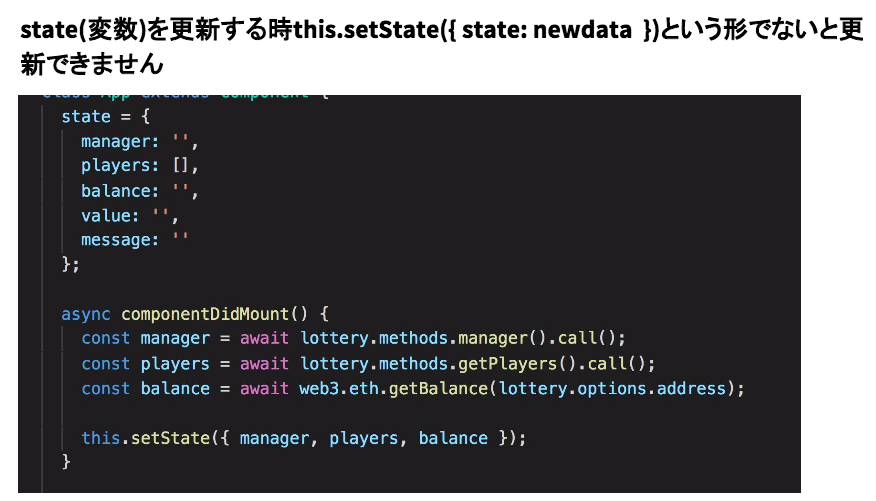 state(変数)を更新する時this.setState({ state: newdata })という形でないと更
新できません
class App extends Component {
state = {
manager: '',
players: [],
balance: '',
value: '',
message: ''
};
async componentDidMount() {
const manager = await lottery.methods.manager().call();
const players = await lottery.methods.getPlayers().call();
const balance = await web3.eth.getBalance(lottery.options.address);
this.setState({ manager, players, balance });
}